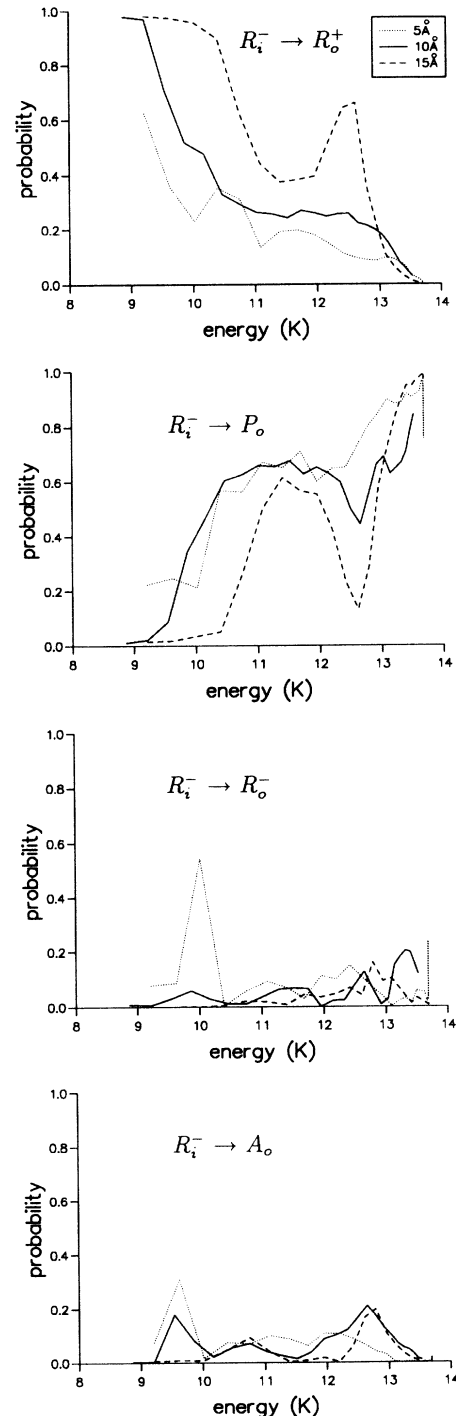 1.0
0.8
0.6
0.4
0.2
0.0
probability
R_i^- → R_o^+
5Å
10Å
15Å
8 9 10 11 12 13 14
energy (K)
1.0
0.8
0.6
0.4
0.2
0.0
probability
R_i^- → P_o
8 9 10 11 12 13 14
energy (K)
1.0
0.8
0.6
0.4
0.2
0.0
probability
R_i^- → R_o^-
8 9 10 11 12 13 14
energy (K)
1.0
0.8
0.6
0.4
0.2
0.0
probability
R_i^- → A_o
8 9 10 11 12 13 14
energy (K)